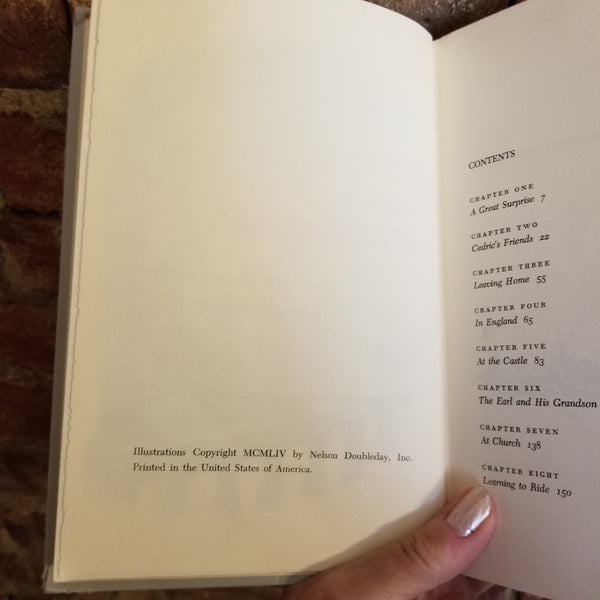 Illustrations Copyright MCMLIV by Nelson Doubleday, Inc.
Printed in the United States of America.
CONTENTS
CHAPTER ONE
A Great Surprise 7
CHAPTER TWO
Cedric's Friends 22
CHAPTER THREE
Leaving Home 55
CHAPTER FOUR
In England 65
CHAPTER FIVE
At the Castle 83
CHAPTER SIX
The Earl and His Grandson
CHAPTER SEVEN
At Church 138
CHAPTER EIGHT
Learning to Ride 150